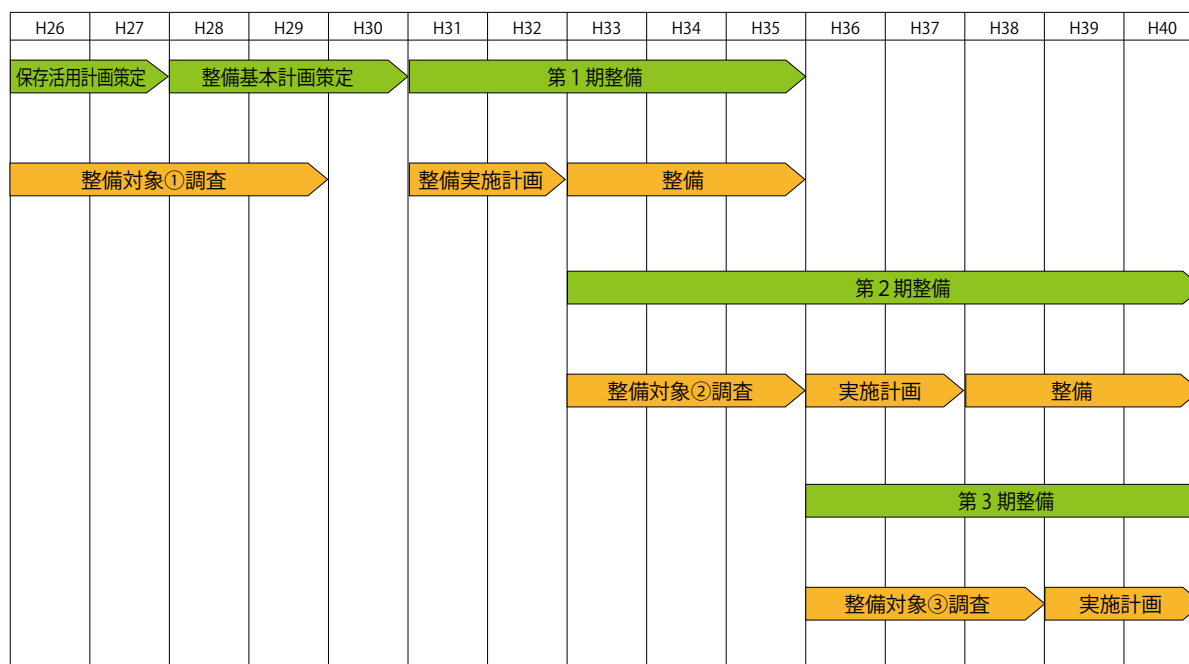 H26 H27 H28 H29 H30 H31 H32 H33 H34 H35 H36 H37 H38 H39 H40
保存活用計画策定 整備基本計画策定 第1期整備
整備対象①調査 整備実施計画 整備
第2期整備
整備対象②調査 実施計画 整備
第3期整備
整備対象③調査 実施計画